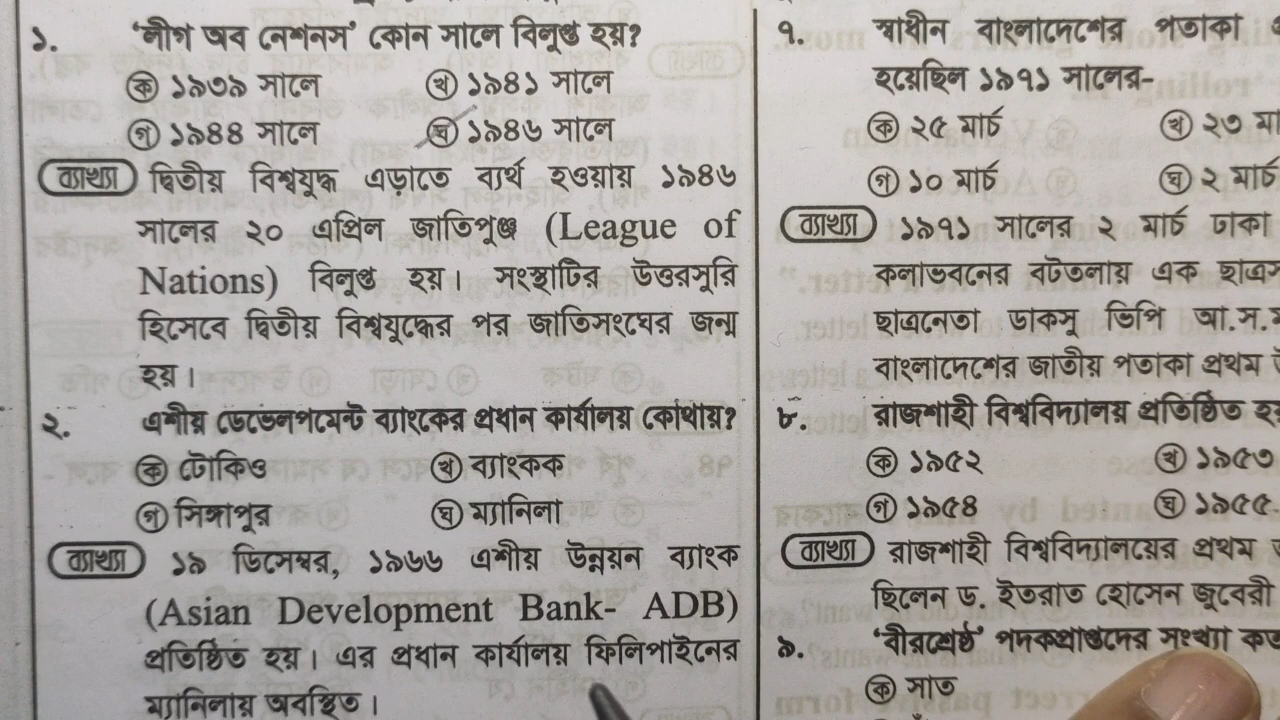 ১. 'লীগ অব নেশনস' কোন সালে বিলুপ্ত হয়?
ক ১৯৩৯ সালে খ ১৯৪১ সালে
গ ১৯৪৪ সালে ঘ ১৯৪৬ সালে
ব্যাখ্যা দ্বিতীয় বিশ্বযুদ্ধ এড়াতে ব্যর্থ হওয়ায় ১৯৪৬
সালের ২০ এপ্রিল জাতিপুঞ্জ (League of
Nations) বিলুপ্ত হয়। সংস্থাটির উত্তরসুরি
হিসেবে দ্বিতীয় বিশ্বযুদ্ধের পর জাতিসংঘের জন্ম
হয়।
২. এশীয় ডেভেলপমেন্ট ব্যাংকের প্রধান কার্যালয় কোথায়?
ক টোকিও খ ব্যাংকক
গ সিঙ্গাপুর ঘ ম্যানিলা
ব্যাখ্যা ১৯ ডিসেম্বর, ১৯৬৬ এশীয় উন্নয়ন ব্যাংক
(Asian Development Bank- ADB)
প্রতিষ্ঠিত হয়। এর প্রধান কার্যালয় ফিলিপাইনের
ম্যানিলায় অবস্থিত।
৭. স্বাধীন বাংলাদেশের পতাকা
হয়েছিল ১৯৭১ সালের-
ক ২৫ মার্চ খ ২৩
গ ১০ মার্চ ঘ ২ মার্চ
ব্যাখ্যা ১৯৭১ সালের ২ মার্চ ঢাকা
কলাভবনের বটতলায় এক
ছাত্রনেতা ডাকসু ভিপি আ.স.
বাংলাদেশের জাতীয় পতাকা প্রথম
৮. রাজশাহী বিশ্ববিদ্যালয় প্রতিষ্ঠিত
ক ১৯৫২ খ ১৯৫৩
গ ১৯৫৪ ঘ ১৯৫৫
ব্যাখ্যা রাজশাহী বিশ্ববিদ্যালয়ের প্রথম
ছিলেন ড. ইতরাত হোসেন জুবেরী
৯. 'বীরশ্রেষ্ঠ' পদকপ্রাপ্তদের সংখ্যা
ক সাত